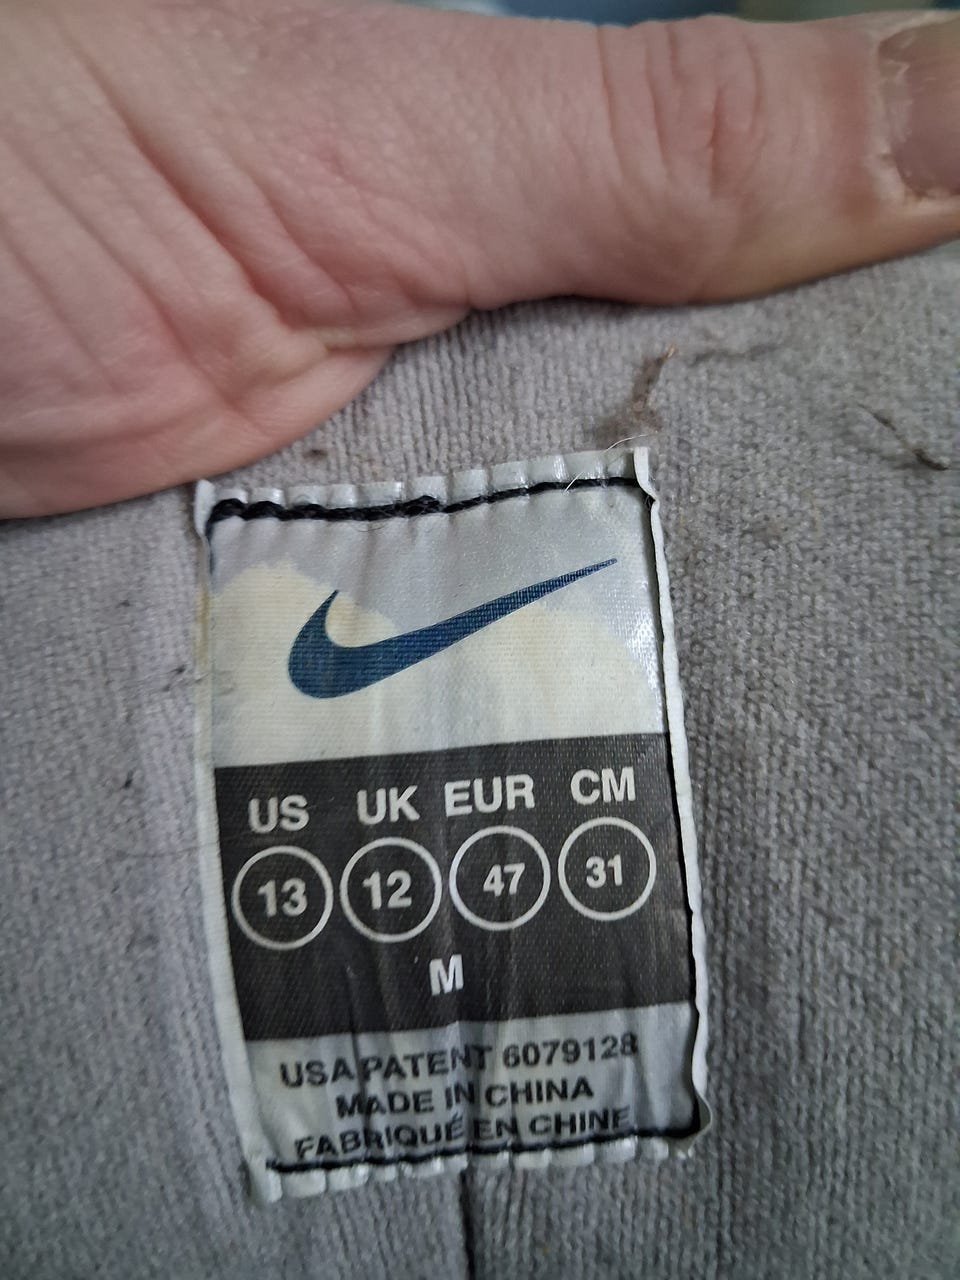 US UK EUR CM
13 12 47 31
M
USA PATENT 6079128
MADE IN CHINA
FABRIQUÉ EN CHINE